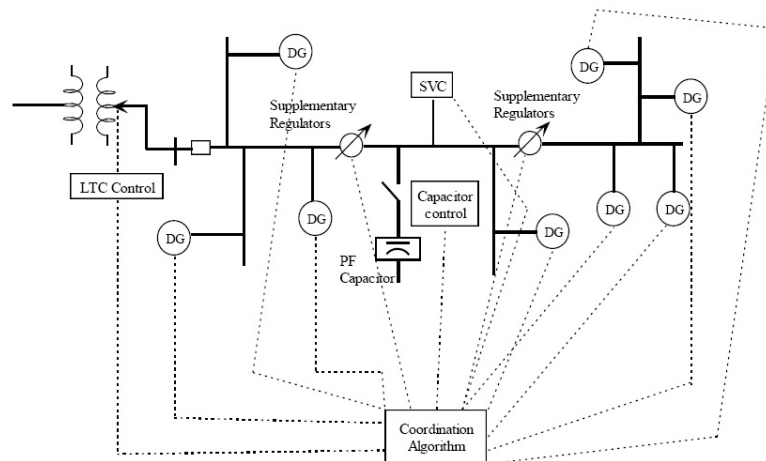 DG
DG
DG
SVC
Supplementary
Regulators
Supplementary
Regulators
LTC Control
Capacitor
control
DG
DG
DG
DG
DG
PF
Capacitor
Coordination
Algorithm